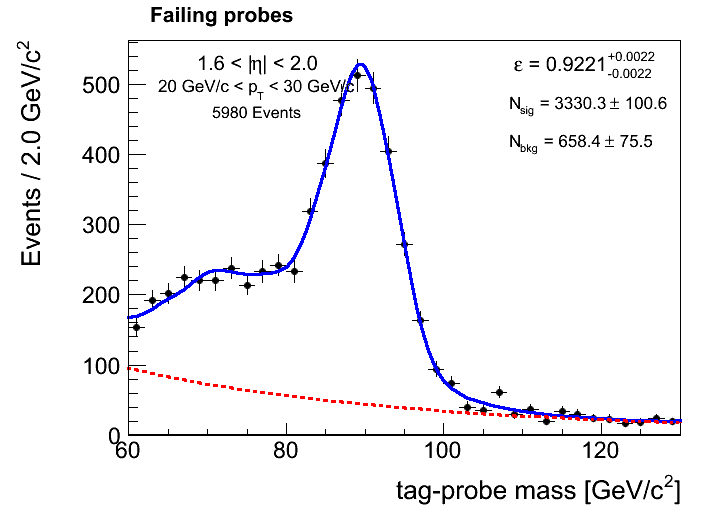 Failing probes
1.6 < |η| < 2.0
20 GeV/c < p_T < 30 GeV/c
5980 Events
ε = 0.9221 +0.0022 -0.0022
N_sig = 3330.3 ± 100.6
N_bkg = 658.4 ± 75.5
Events / 2.0 GeV/c²
500
400
300
200
100
0
60 80 100 120
tag-probe mass [GeV/c²]